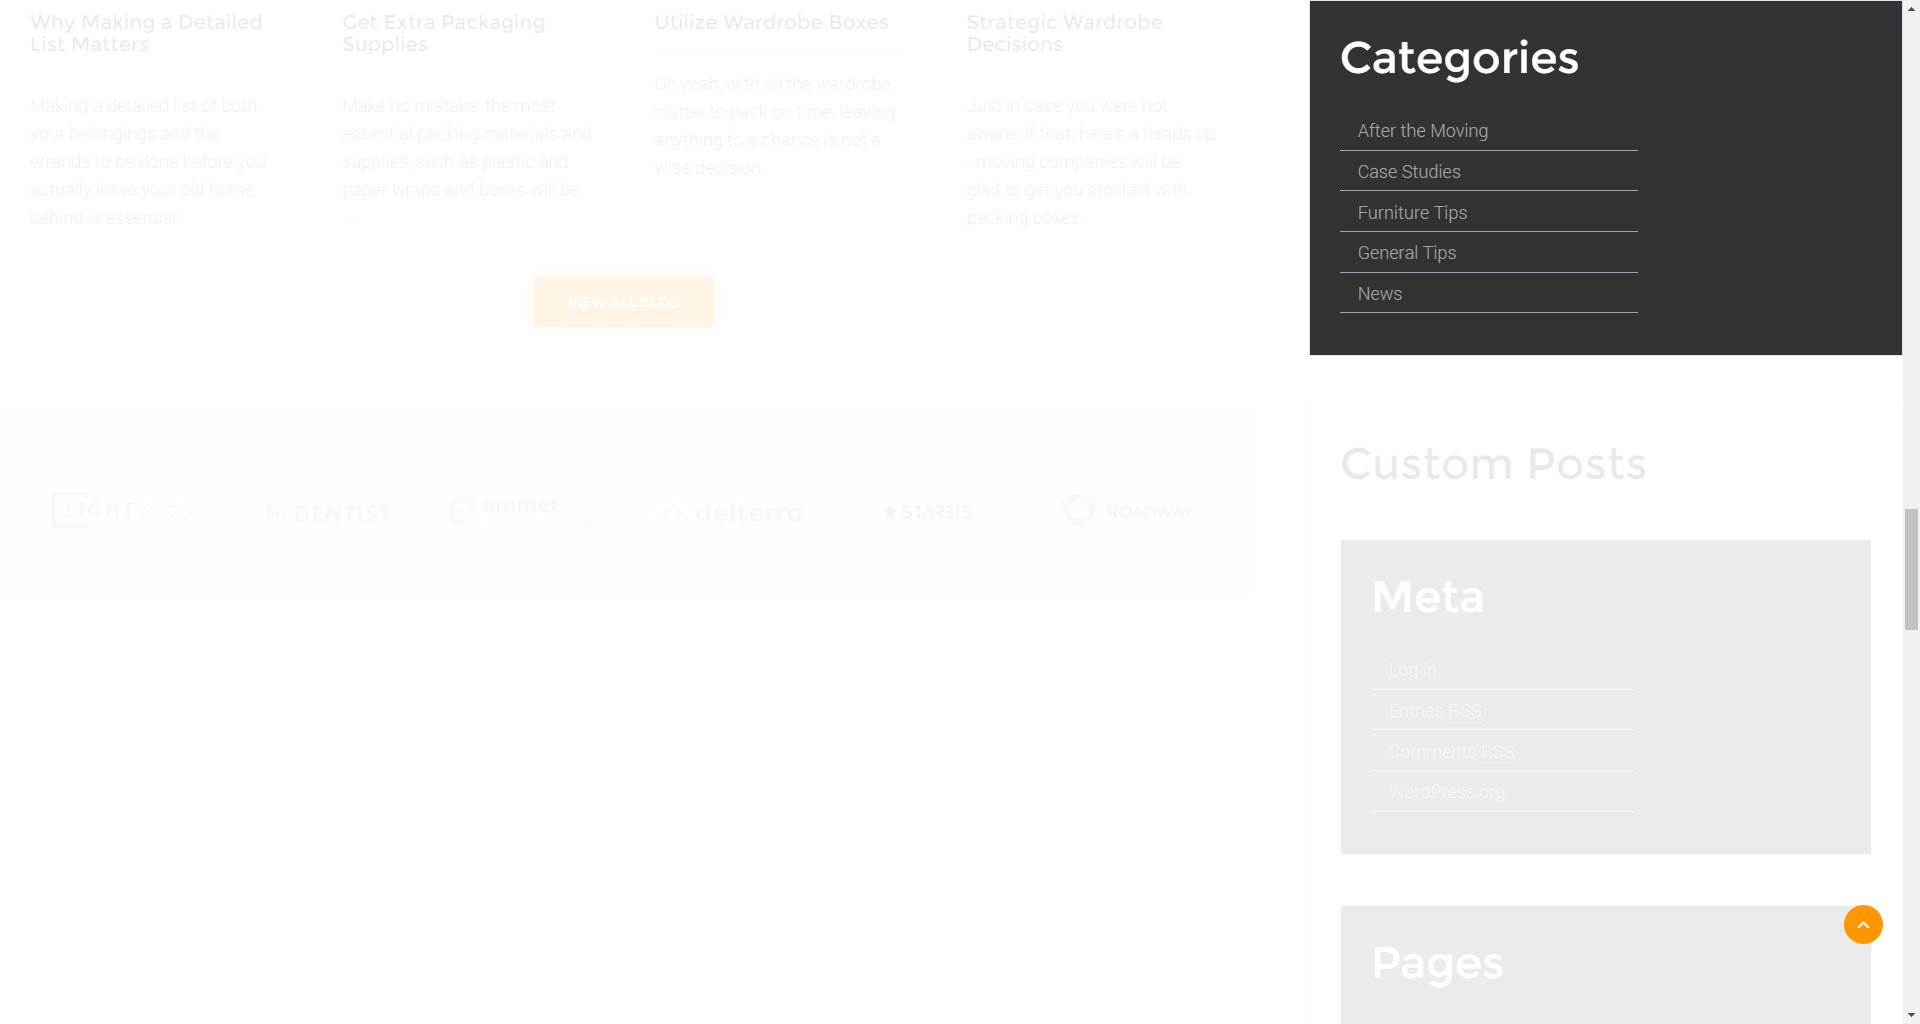 Why Making a Detailed
List Matters
Making a detailed list of both
your belongings and the
errands to be done before you
actually leave your old home
behind is essential!
Get Extra Packaging
Supplies
Make no mistake, the most
essential packing materials and
supplies, such as plastic and
paper wraps and boxes will be
...
Utilize Wardrobe Boxes
Oh yeah, with all the wardrobe
clutter to pack on time, leaving
anything to a chance is not a
wise decision.
Strategic Wardrobe
Decisions
Just in case you were not
aware of that, here's a heads up
- moving companies will be
glad to get you stocked with
packing boxes...
VIEW ALL BLOG
LIGHT
BeDENTIST
emmet
delterro
STARBIS
ROADWAY
Categories
After the Moving
Case Studies
Furniture Tips
General Tips
News
Custom Posts
Meta
Log in
Entries RSS
Comments RSS
WordPress.org
Pages